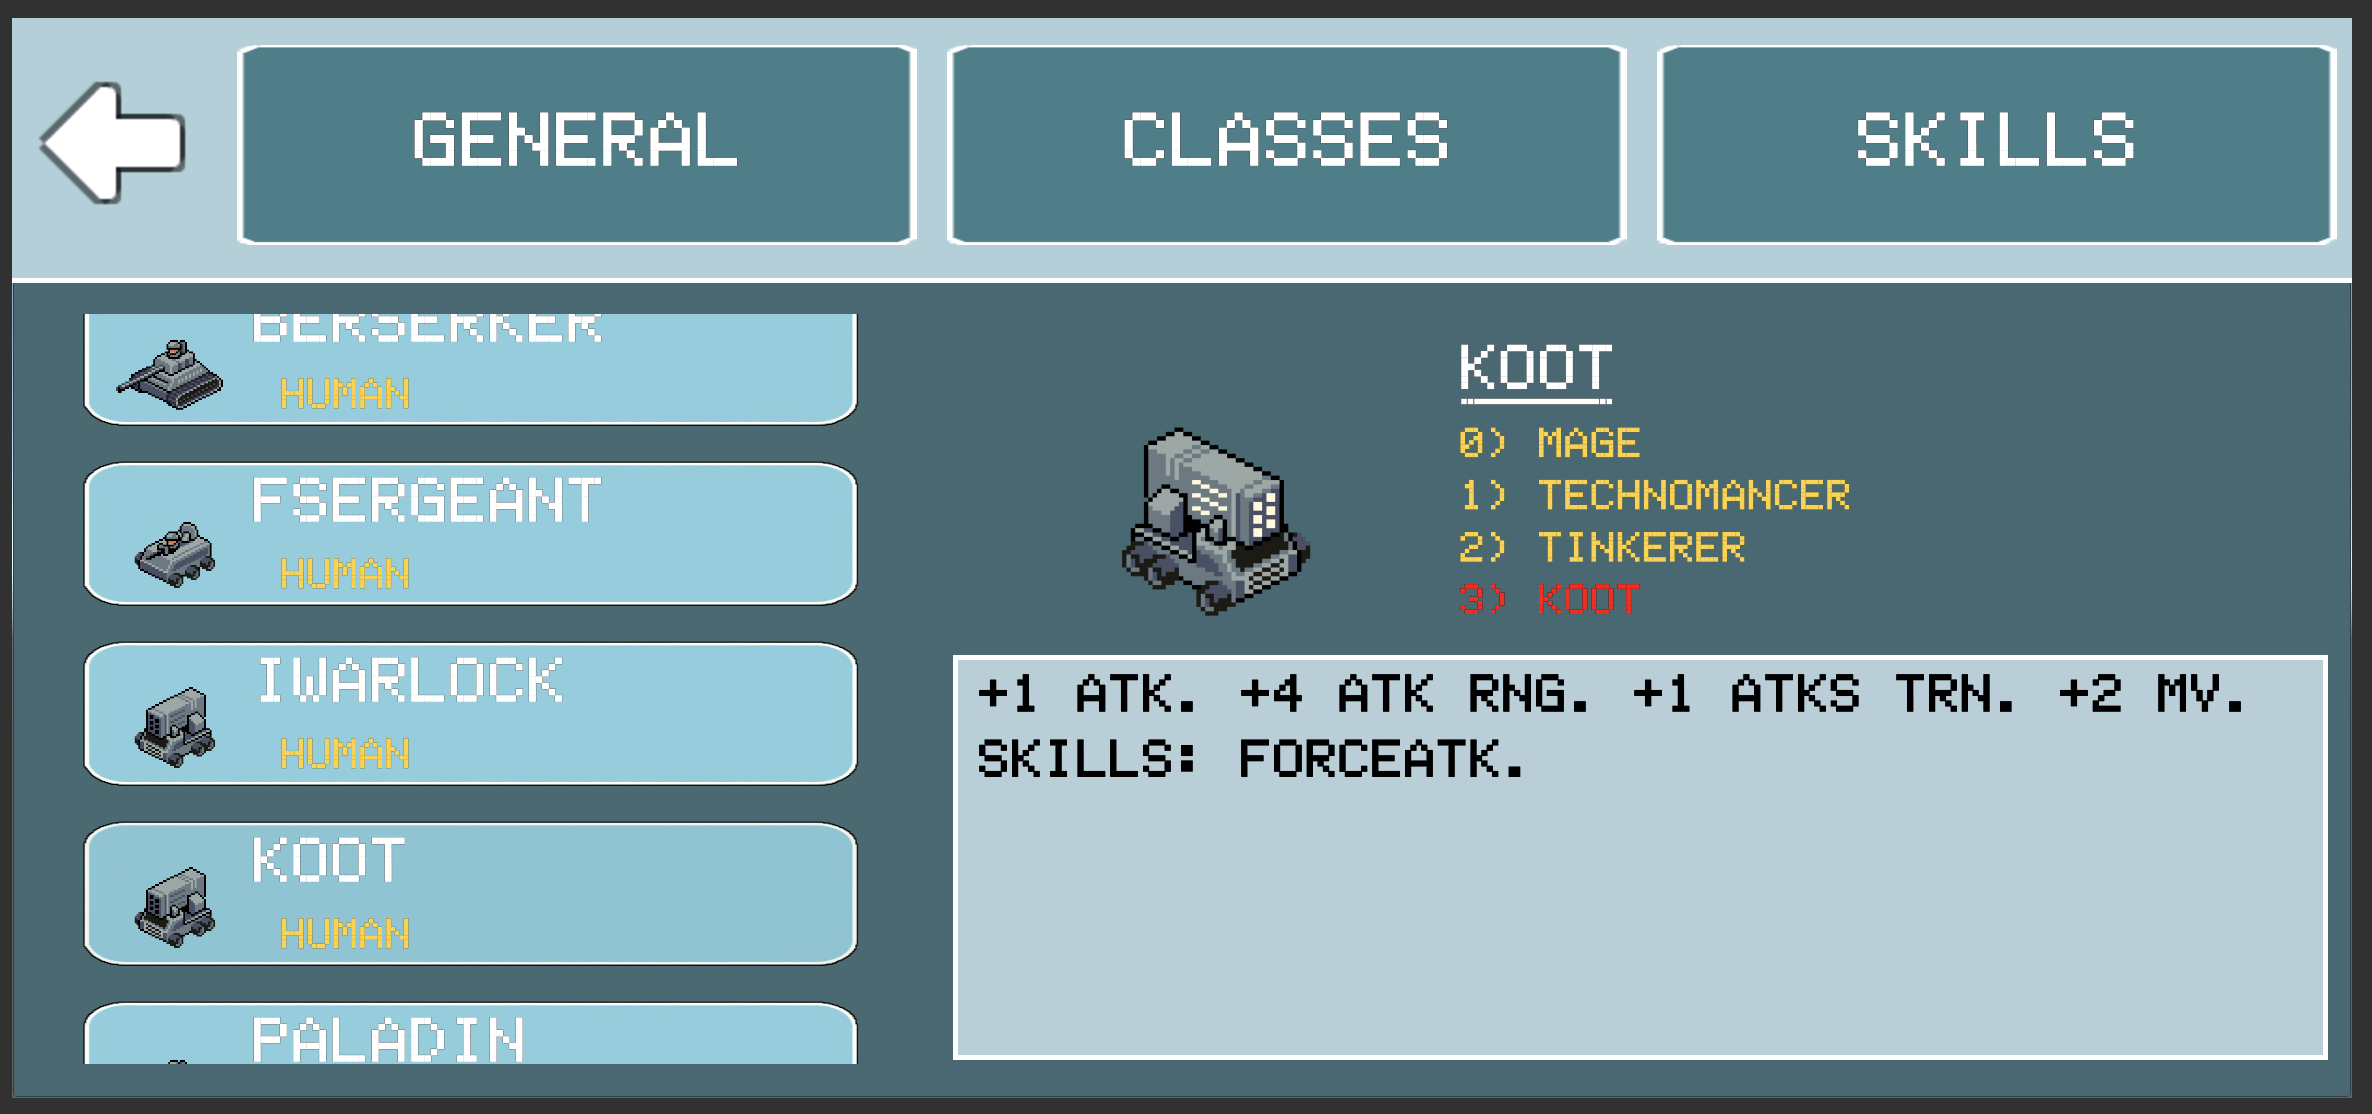 GENERAL
CLASSES
SKILLS
BERSERKER
HUMAN
FSERGEANT
HUMAN
IWARLOCK
HUMAN
KOOT
HUMAN
PALADIN
KOOT
0) MAGE
1) TECHNOMANCER
2) TINKERER
3) KOOT
+1 ATK. +4 ATK RNG. +1 ATKS TRN. +2 MV.
SKILLS: FORCEATK.